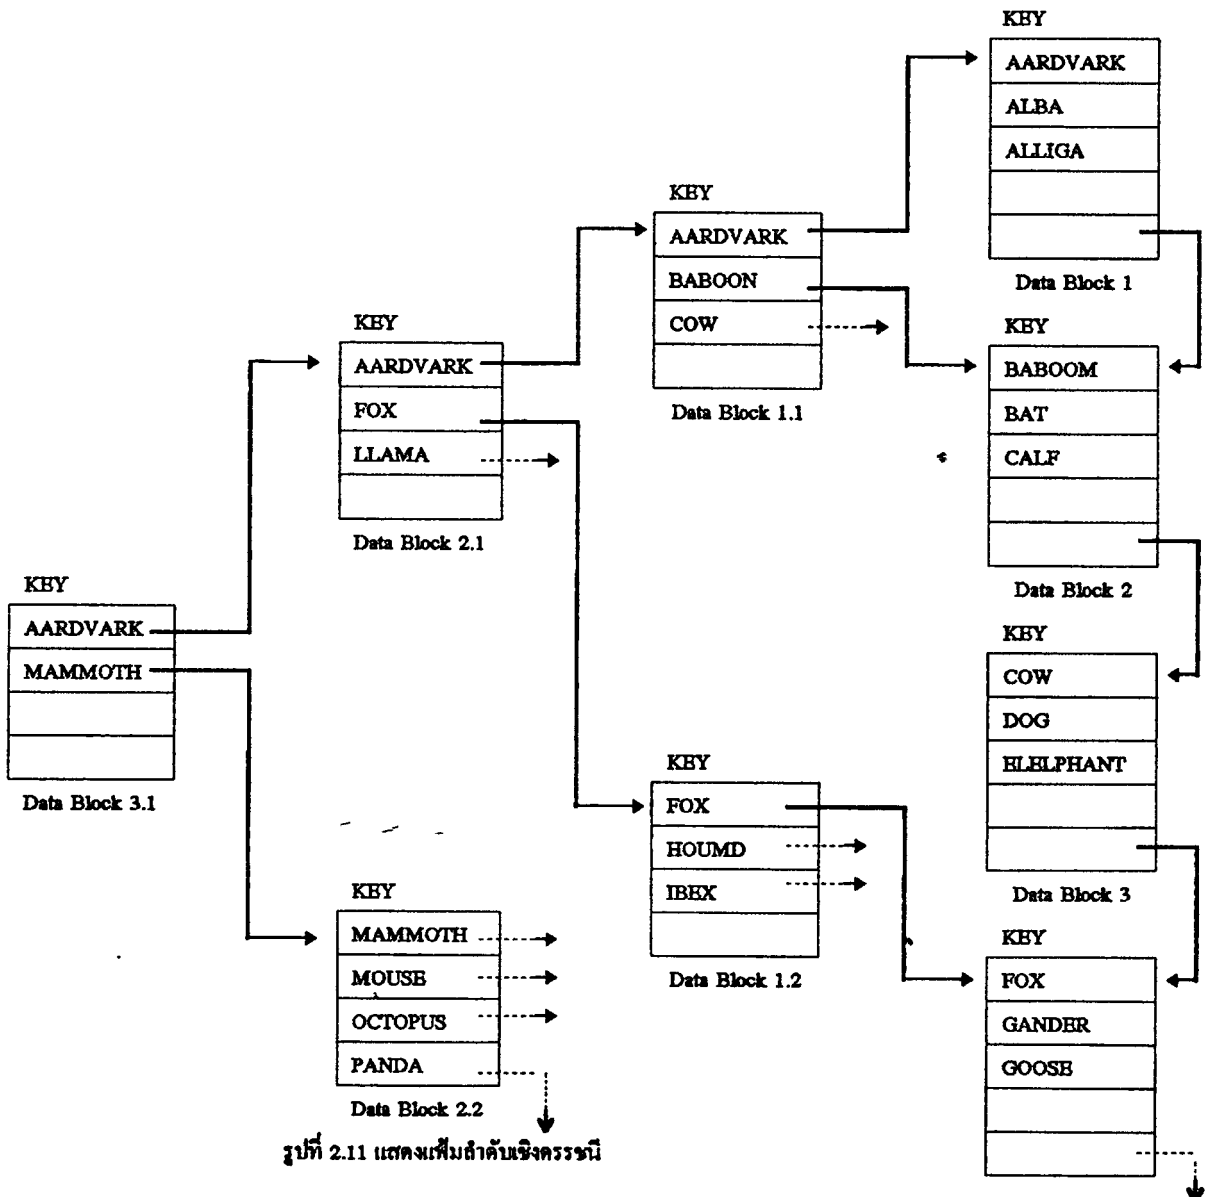 KEY
AARDVARK
ALBA
ALLIGA
Data Block 1
KEY
AARDVARK
BABOON
COW
Data Block 1.1
KEY
BABOOM
BAT
CALF
Data Block 2
KEY
AARDVARK
FOX
LLAMA
Data Block 2.1
KEY
AARDVARK
MAMMOTH
Data Block 3.1
KEY
COW
DOG
ELELPHANT
Data Block 3
KEY
FOX
HOUMD
IBEX
Data Block 1.2
KEY
MAMMOTH
MOUSE
OCTOPUS
PANDA
Data Block 2.2
KEY
FOX
GANDER
GOOSE
รูปที่ 2.11 แสดงแฟ้มลำดับเชิงดรรชนี